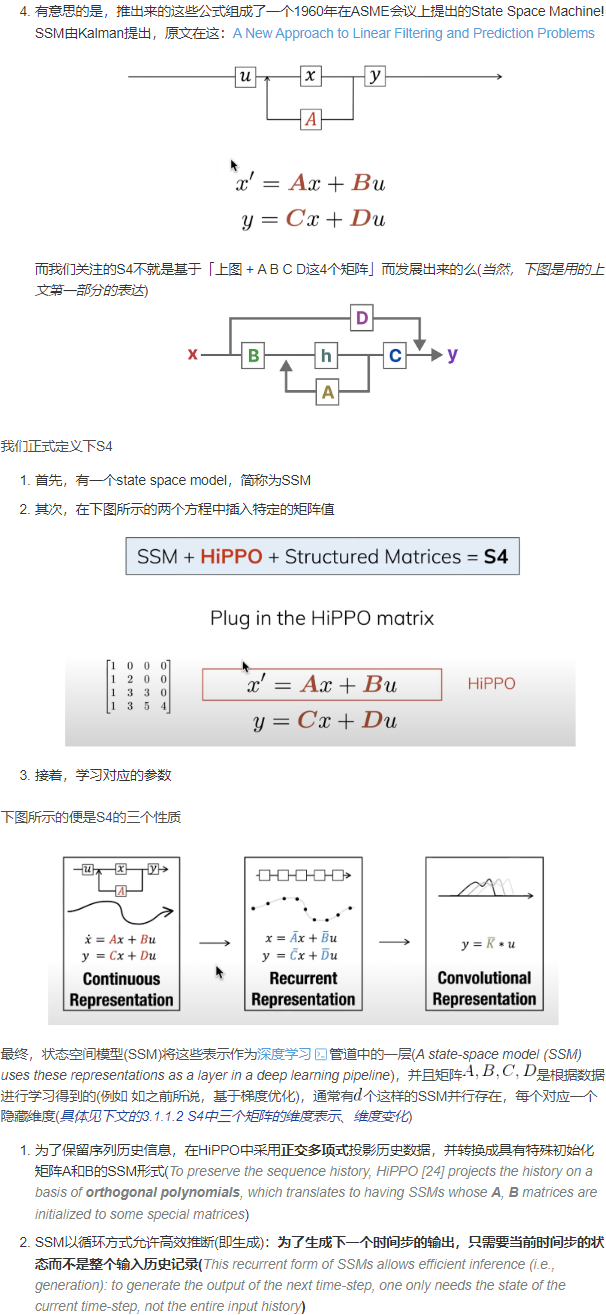 4. 有意思的是，推出来的这些公式组成了一个1960年在ASME会议上提出的State Space Machine!
SSM由Kalman提出，原文在这：A New Approach to Linear Filtering and Prediction Problems
u x y
A
x′ = Ax + Bu
y = Cx + Du
而我们关注的S4不就是基于「上图 + A B C D这4个矩阵」而发展出来的么(当然，下图是用的上
文第一部分的表达)
D
x B h C y
A
我们正式定义下S4
1. 首先，有一个state space model，简称为SSM
2. 其次，在下图所示的两个方程中插入特定的矩阵值
SSM + HiPPO + Structured Matrices = S4
Plug in the HiPPO matrix
1 0 0 0
1 2 0 0
1 3 3 0
1 3 5 4
x′ = Ax + Bu HiPPO
y = Cx + Du
3. 接着，学习对应的参数
下图所示的便是S4的三个性质
u x y
A
ẋ = Ax + Bu
y = Cx + Du
Continuous
Representation
x = A̅x + B̅u
y = C̅x + D̅u
Recurrent
Representation
y = K̅ * u
Convolutional
Representation
最终，状态空间模型(SSM)将这些表示作为深度学习管道中的一层(A state-space model (SSM)
uses these representations as a layer in a deep learning pipeline)，并且矩阵A, B, C, D是根据数据
进行学习得到的(例如 如之前所说，基于梯度优化)，通常有d个这样的SSM并行存在，每个对应一个
隐藏维度(具体见下文的3.1.1.2 S4中三个矩阵的维度表示、维度变化)
1. 为了保留序列历史信息，在HiPPO中采用正交多项式投影历史数据，并转换成具有特殊初始化
矩阵A和B的SSM形式(To preserve the sequence history, HiPPO [24] projects the history on a
basis of orthogonal polynomials, which translates to having SSMs whose A, B matrices are
initialized to some special matrices)
2. SSM以循环方式允许高效推断(即生成)：为了生成下一个时间步的输出，只需要当前时间步的状
态而不是整个输入历史记录(This recurrent form of SSMs allows efficient inference (i.e.,
generation): to generate the output of the next time-step, one only needs the state of the
current time-step, not the entire input history)